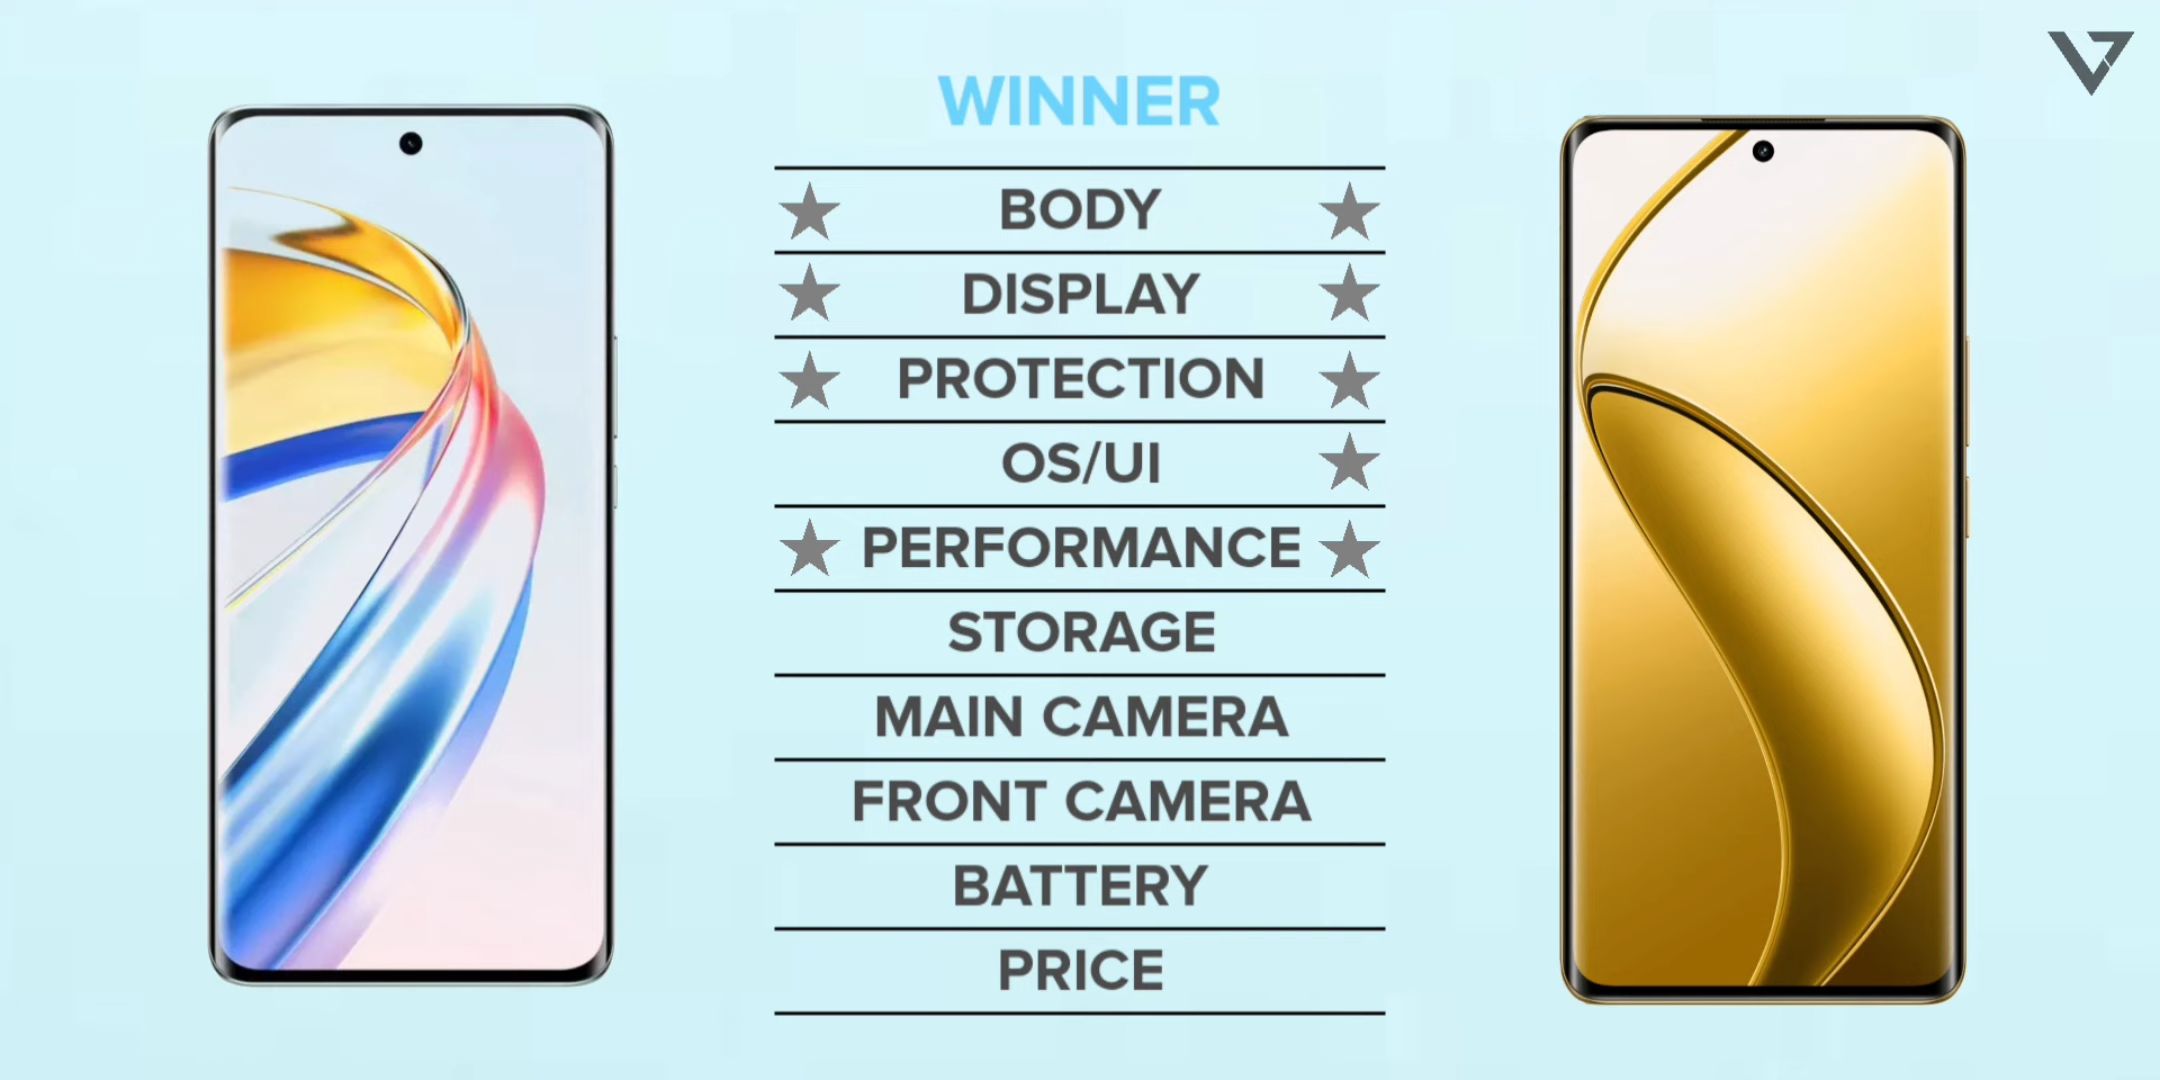 WINNER
BODY
DISPLAY
PROTECTION
OS/UI
PERFORMANCE
STORAGE
MAIN CAMERA
FRONT CAMERA
BATTERY
PRICE